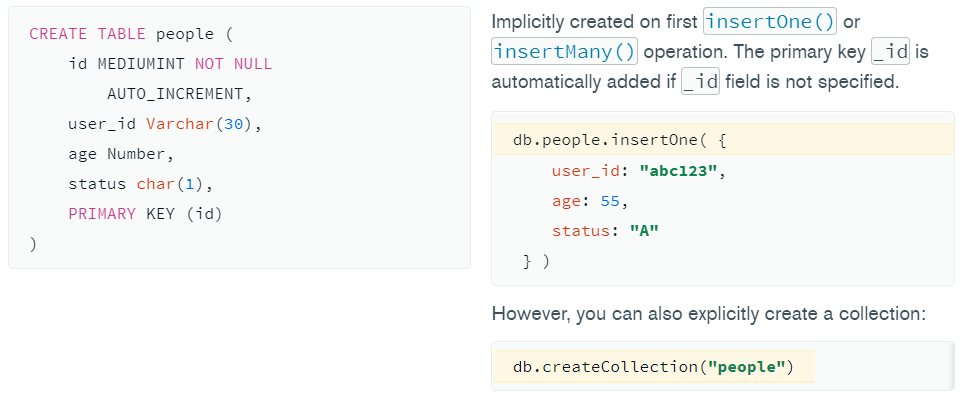 CREATE TABLE people (
    id MEDIUMINT NOT NULL
        AUTO_INCREMENT,
    user_id Varchar(30),
    age Number,
    status char(1),
    PRIMARY KEY (id)
)
Implicitly created on first insertOne() or
insertMany() operation. The primary key _id is
automatically added if _id field is not specified.
db.people.insertOne( {
    user_id: "abc123",
    age: 55,
    status: "A"
 } )
However, you can also explicitly create a collection:
db.createCollection("people")